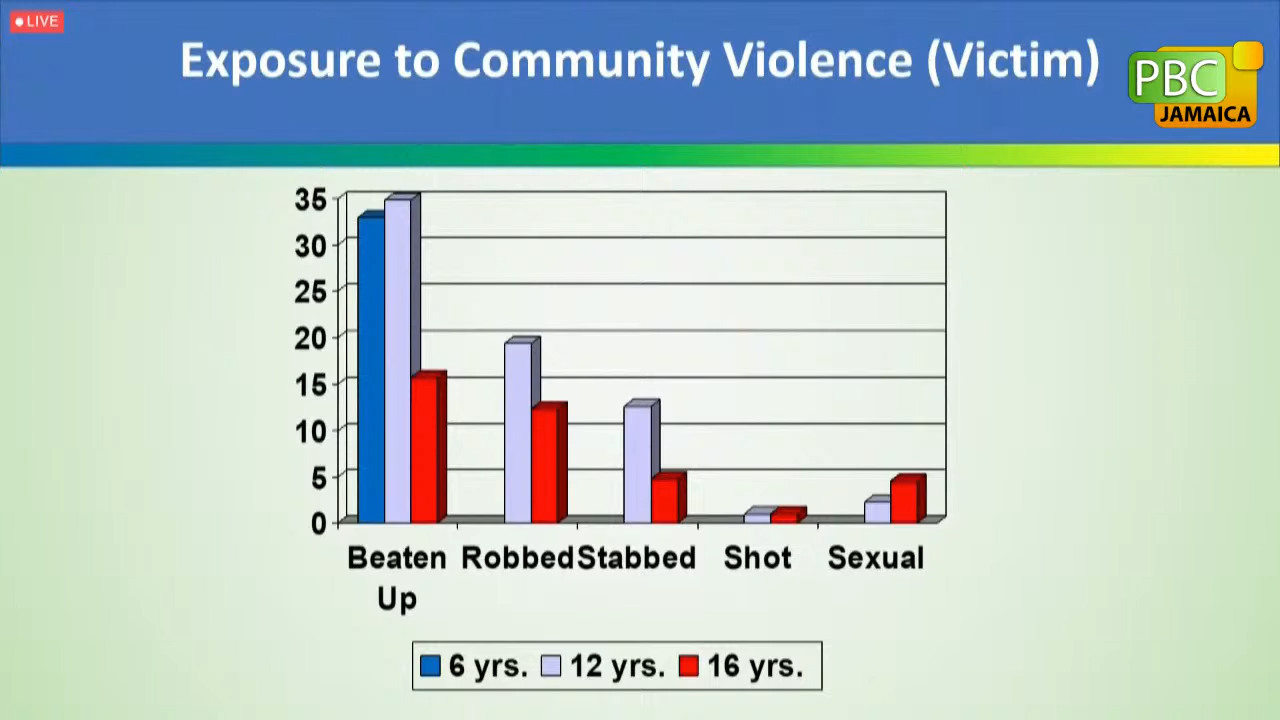 LIVE
Exposure to Community Violence (Victim)
PBC
JAMAICA
35
30
25
20
15
10
5
0
Beaten Up
Robbed
Stabbed
Shot
Sexual
6 yrs.
12 yrs.
16 yrs.